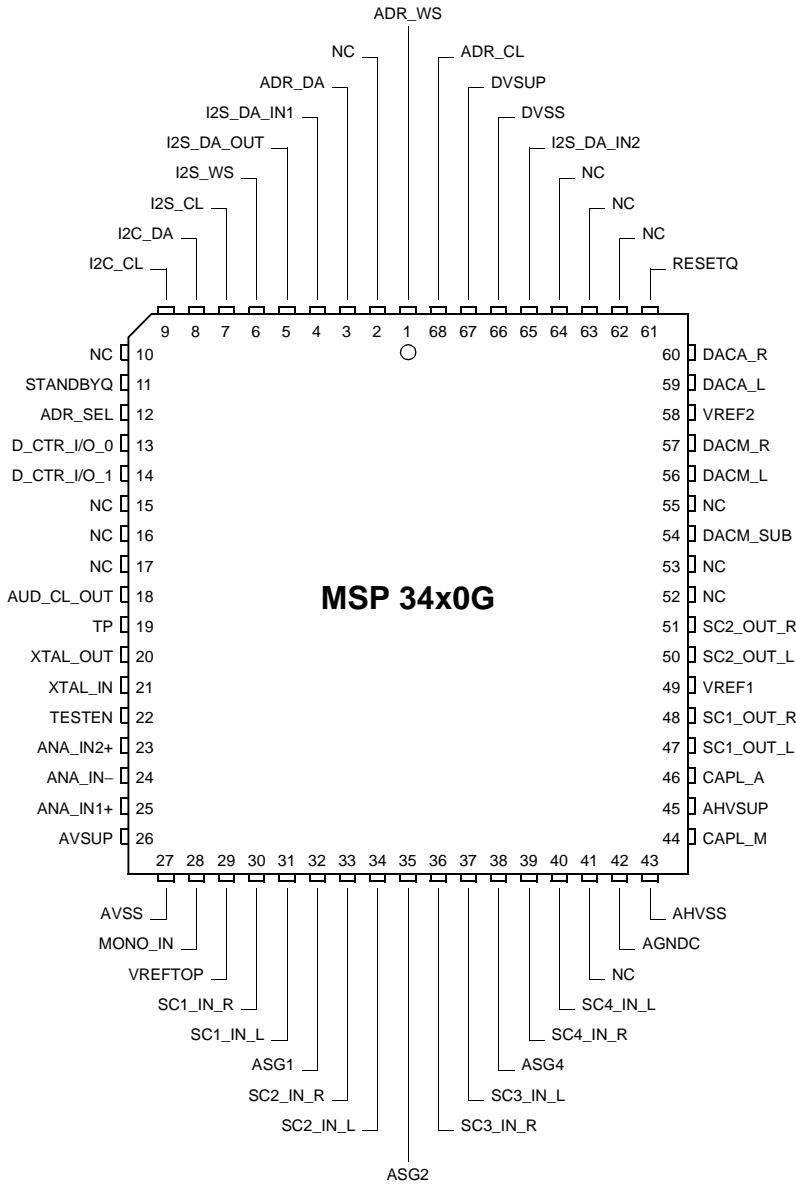 ADR_WS
NC ADR_CL
ADR_DA DVSUP
I2S_DA_IN1 DVSS
I2S_DA_OUT I2S_DA_IN2
I2S_WS NC
I2S_CL NC
I2C_DA NC
I2C_CL RESETQ
9 8 7 6 5 4 3 2 1 68 67 66 65 64 63 62 61
NC 10 60 DACA_R
STANDBYQ 11 59 DACA_L
ADR_SEL 12 58 VREF2
D_CTR_I/O_0 13 57 DACM_R
D_CTR_I/O_1 14 56 DACM_L
NC 15 55 NC
NC 16 54 DACM_SUB
NC 17 53 NC
MSP 34x0G
AUD_CL_OUT 18 52 NC
TP 19 51 SC2_OUT_R
XTAL_OUT 20 50 SC2_OUT_L
XTAL_IN 21 49 VREF1
TESTEN 22 48 SC1_OUT_R
ANA_IN2+ 23 47 SC1_OUT_L
ANA_IN− 24 46 CAPL_A
ANA_IN1+ 25 45 AHVSUP
AVSUP 26 44 CAPL_M
27 28 29 30 31 32 33 34 35 36 37 38 39 40 41 42 43
AVSS AHVSS
MONO_IN AGNDC
VREFTOP NC
SC1_IN_R SC4_IN_L
SC1_IN_L SC4_IN_R
ASG1 ASG4
SC2_IN_R SC3_IN_L
SC2_IN_L SC3_IN_R
ASG2